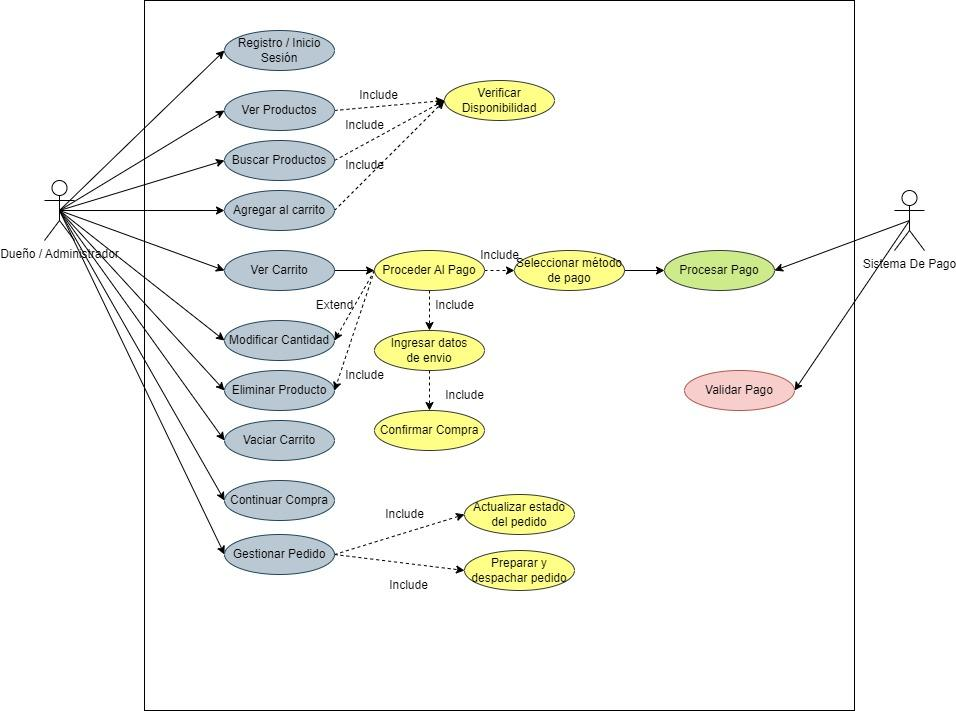 Registro / Inicio
Sesión
Ver Productos
Include
Verificar
Disponibilidad
Include
Buscar Productos
Include
Agregar al carrito
Dueño / Administrador
Sistema De Pago
Ver Carrito
Proceder Al Pago
Include
Seleccionar método
de pago
Procesar Pago
Extend
Include
Modificar Cantidad
Ingresar datos
de envio
Include
Eliminar Producto
Include
Validar Pago
Vaciar Carrito
Confirmar Compra
Continuar Compra
Include
Actualizar estado
del pedido
Gestionar Pedido
Include
Preparar y
despachar pedido